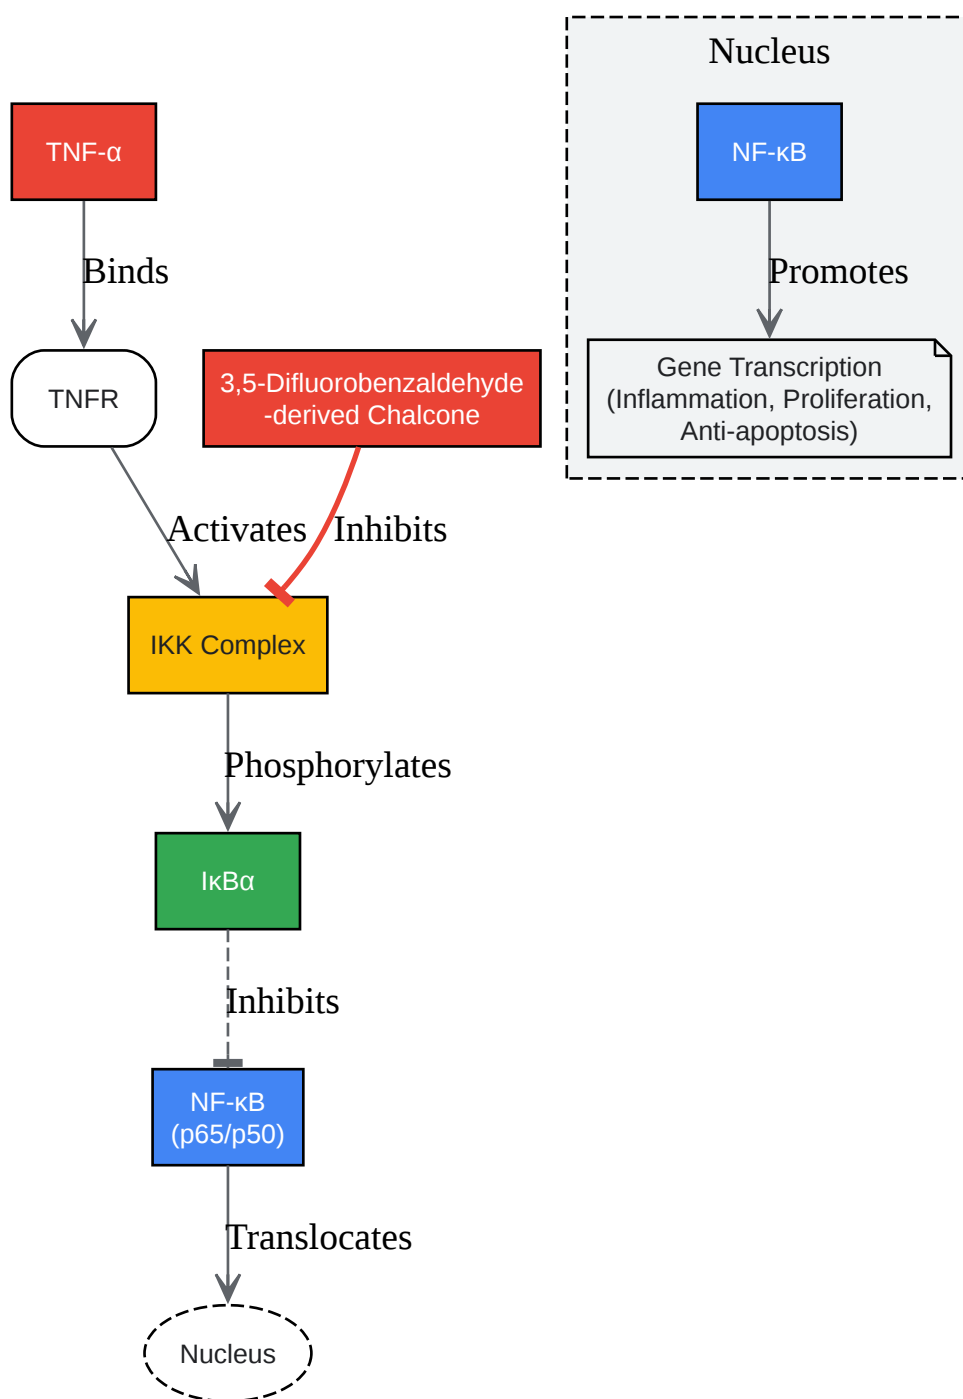 Nucleus
TNF-α
NF-κB
Binds
Promotes
TNFR
3,5-Difluorobenzaldehyde
-derived Chalcone
Gene Transcription
(Inflammation, Proliferation,
Anti-apoptosis)
Activates
Inhibits
IKK Complex
Phosphorylates
IκBα
Inhibits
NF-κB
(p65/p50)
Translocates
Nucleus